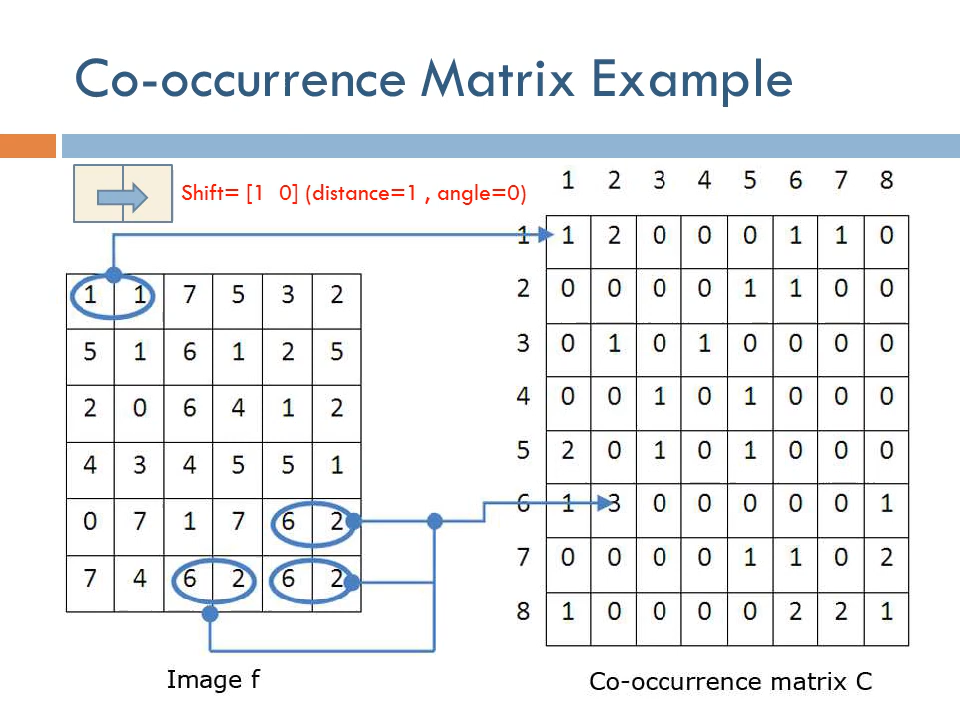 Co-occurrence Matrix Example
Shift= [1 0] (distance=1 , angle=0)
1 1 7 5 3 2
5 1 6 1 2 5
2 0 6 4 1 2
4 3 4 5 5 1
0 7 1 7 6 2
7 4 6 2 6 2
Image f
1 2 3 4 5 6 7 8
1 1 2 0 0 0 1 1 0
2 0 0 0 0 1 1 0 0
3 0 1 0 1 0 0 0 0
4 0 0 1 0 1 0 0 0
5 2 0 1 0 1 0 0 0
6 1 3 0 0 0 0 0 1
7 0 0 0 0 1 1 0 2
8 1 0 0 0 0 2 2 1
Co-occurrence matrix C